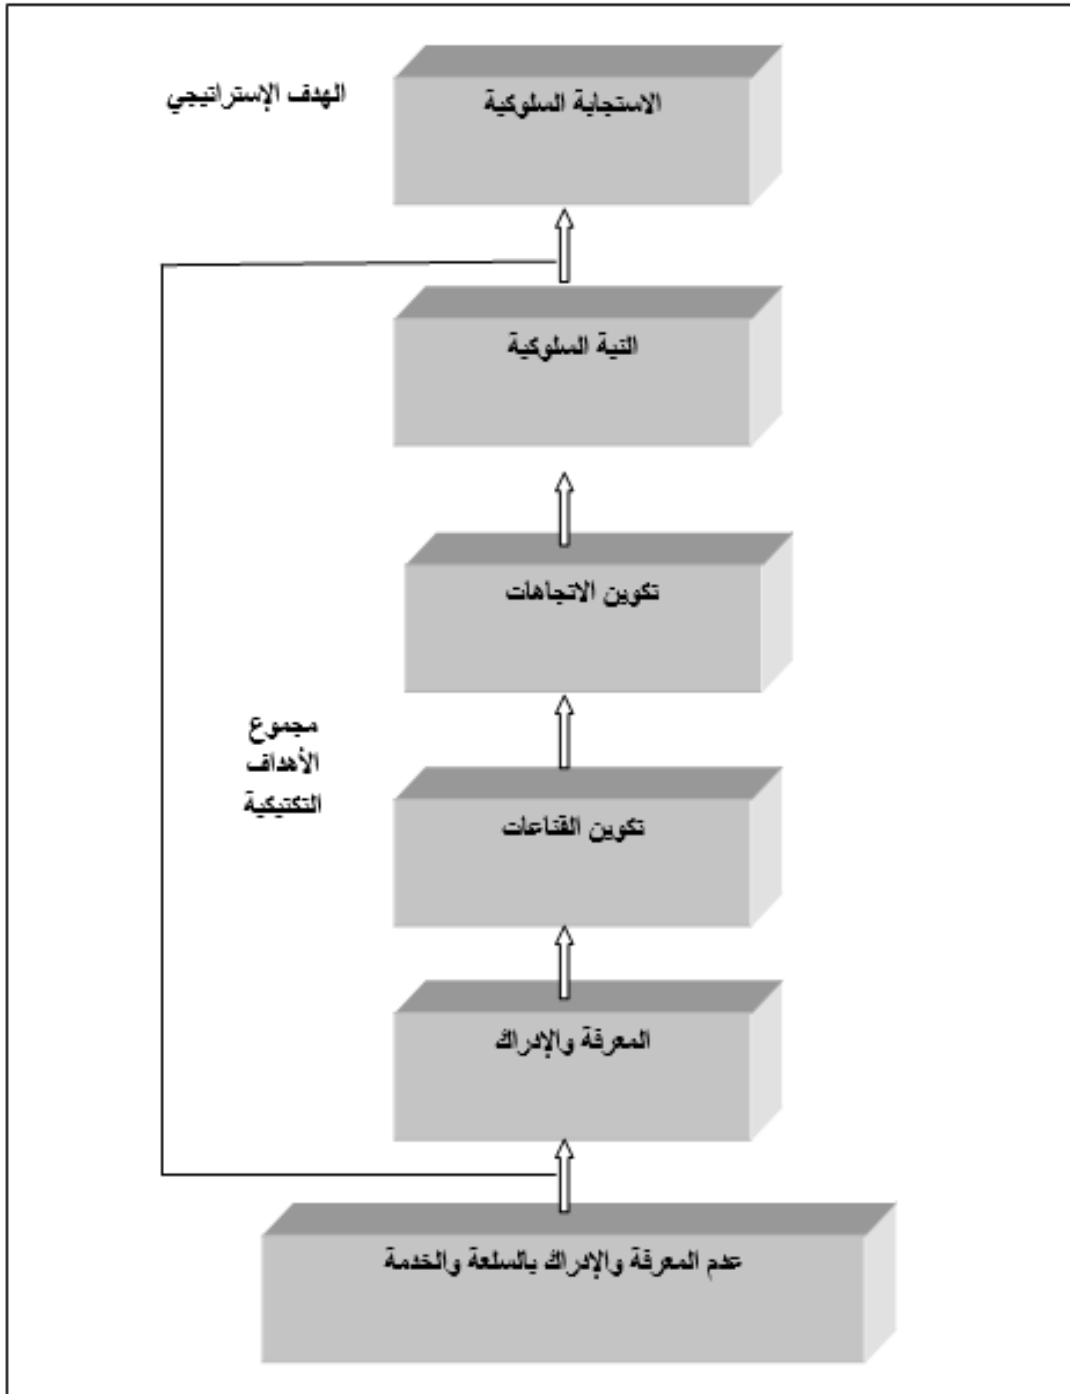 الهدف الإستراتيجي
الاستجابة السلوكية
النية السلوكية
تكوين الاتجاهات
مجموع
الأهداف
التكتيكية
تكوين القناعات
المعرفة والإدراك
عدم المعرفة والإدراك بالسلعة والخدمة